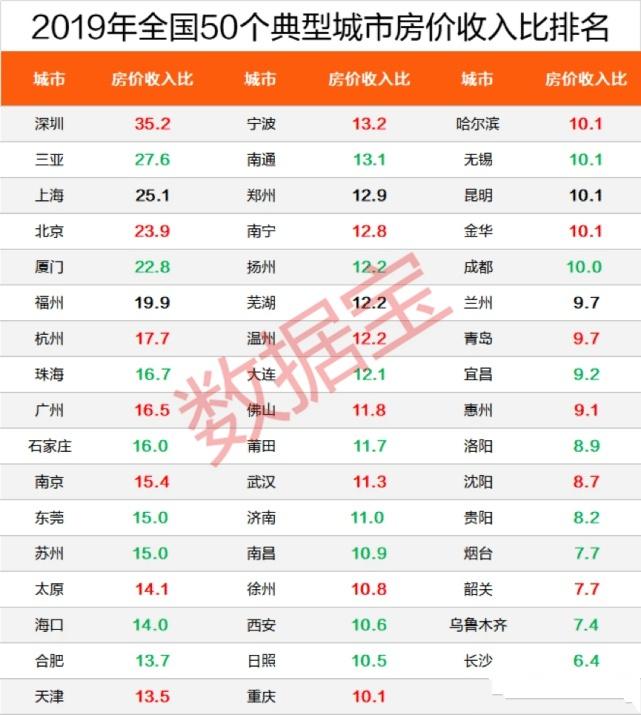 2019年全国50个典型城市房价收入比排名
城市 房价收入比 城市 房价收入比 城市 房价收入比
深圳 35.2 宁波 13.2 哈尔滨 10.1
三亚 27.6 南通 13.1 无锡 10.1
上海 25.1 郑州 12.9 昆明 10.1
北京 23.9 南宁 12.8 金华 10.1
厦门 22.8 扬州 12.2 成都 10.0
福州 19.9 芜湖 12.2 兰州 9.7
杭州 17.7 温州 12.2 青岛 9.7
珠海 16.7 大连 12.1 宜昌 9.2
广州 16.5 佛山 11.8 惠州 9.1
石家庄 16.0 莆田 11.7 洛阳 8.9
南京 15.4 武汉 11.3 沈阳 8.7
东莞 15.0 济南 11.0 贵阳 8.2
苏州 15.0 南昌 10.9 烟台 7.7
太原 14.1 徐州 10.8 韶关 7.7
海口 14.0 西安 10.6 乌鲁木齐 7.4
合肥 13.7 日照 10.5 长沙 6.4
天津 13.5 重庆 10.1
数据宝